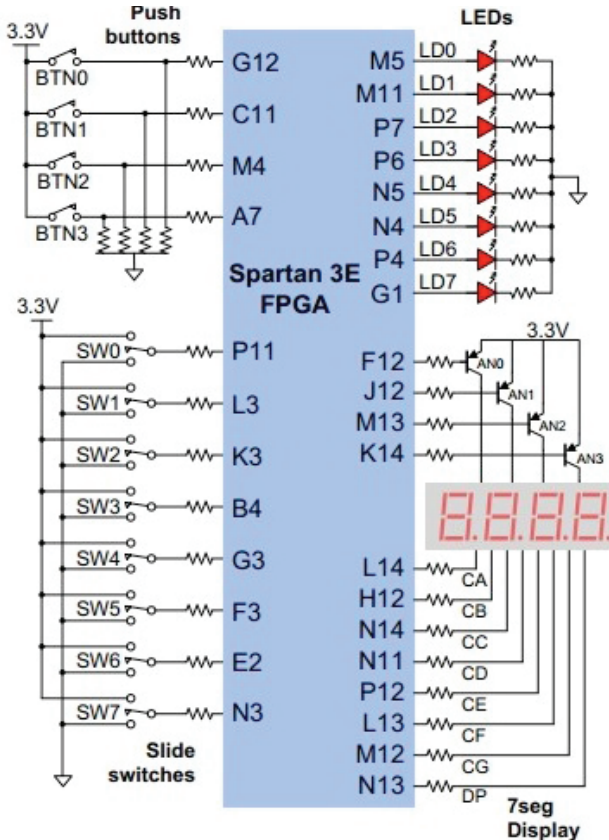 Push
buttons
3.3V
BTN0
BTN1
BTN2
BTN3
G12
C11
M4
A7
LEDs
M5 LD0
M11 LD1
P7 LD2
P6 LD3
N5 LD4
N4 LD5
P4 LD6
G1 LD7
Spartan 3E
FPGA
3.3V
SW0 P11
SW1 L3
SW2 K3
SW3 B4
SW4 G3
SW5 F3
SW6 E2
SW7 N3
Slide
switches
3.3V
F12 AN0
J12 AN1
M13 AN2
K14 AN3
8.8.8.8.
L14 CA
H12 CB
N14 CC
N11 CD
P12 CE
L13 CF
M12 CG
N13 DP
7seg
Display